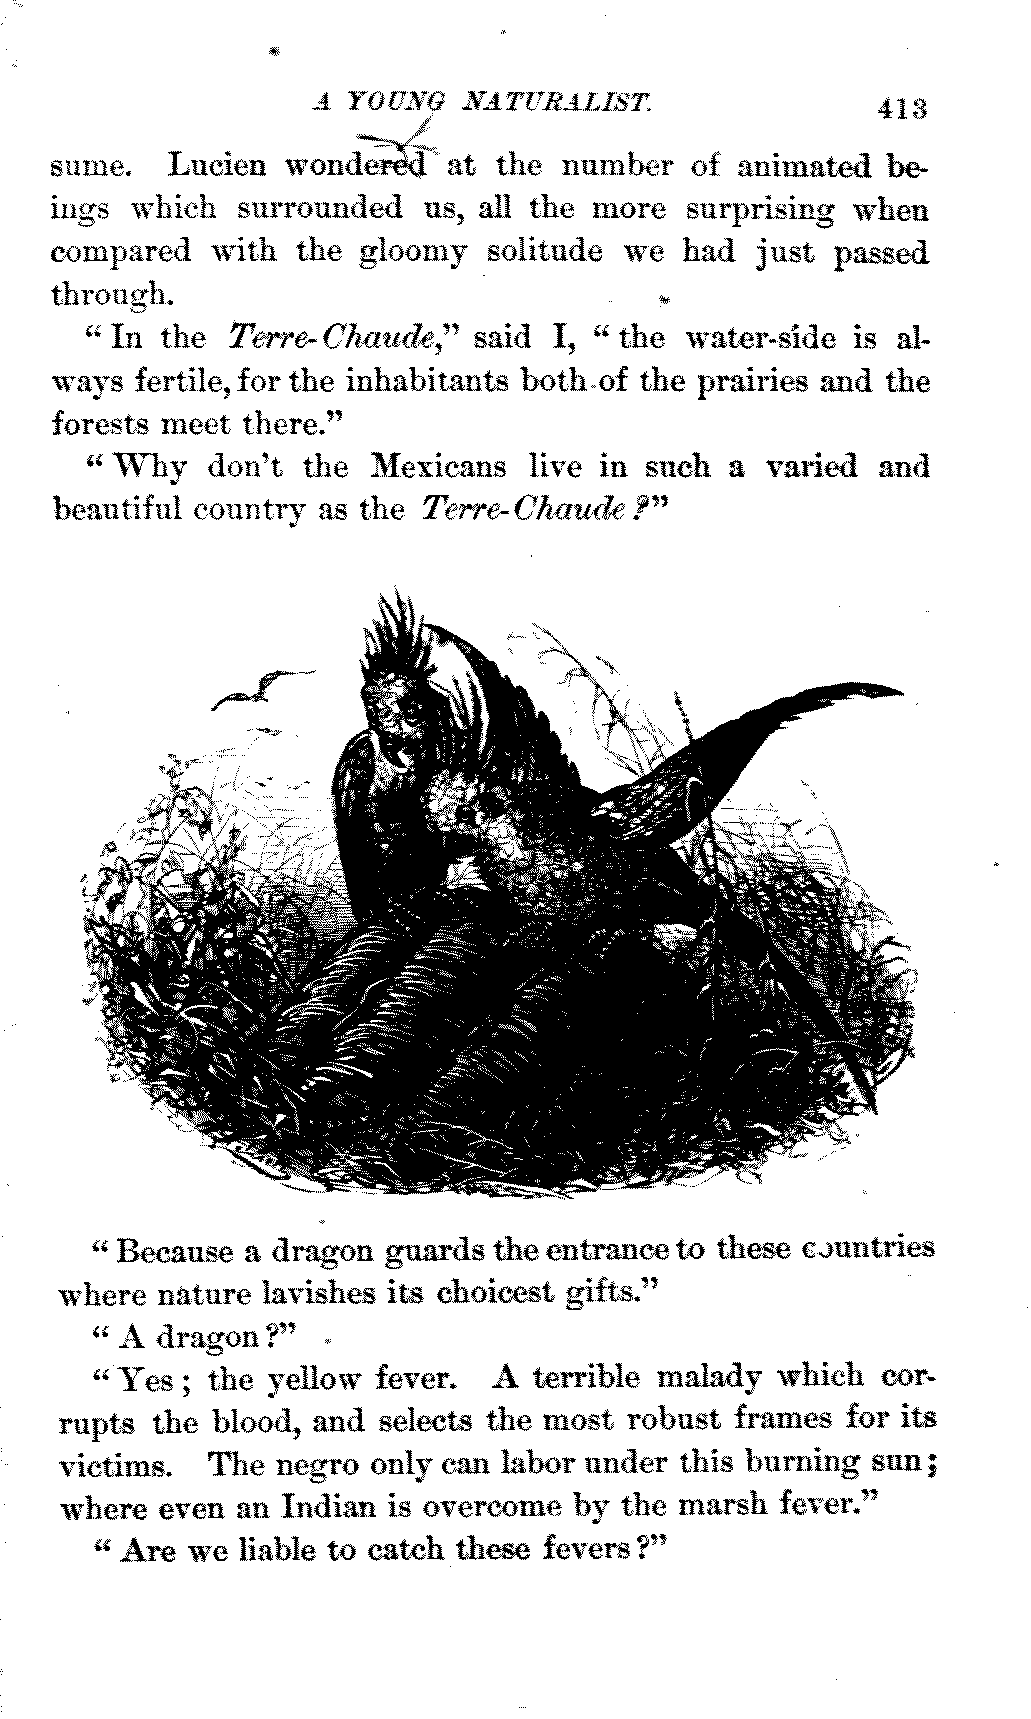 A YOUNG NATURALIST. 413
sume. Lucien wondered at the number of animated be-
ings which surrounded us, all the more surprising when
compared with the gloomy solitude we had just passed
through.
"In the Terre-Chaude," said I, "the water-side is al-
ways fertile, for the inhabitants both of the prairies and the
forests meet there."
"Why don't the Mexicans live in such a varied and
beautiful country as the Terre-Chaude?"
"Because a dragon guards the entrance to these countries
where nature lavishes its choicest gifts."
"A dragon?"
"Yes; the yellow fever. A terrible malady which cor-
rupts the blood, and selects the most robust frames for its
victims. The negro only can labor under this burning sun;
where even an Indian is overcome by the marsh fever."
"Are we liable to catch these fevers?"